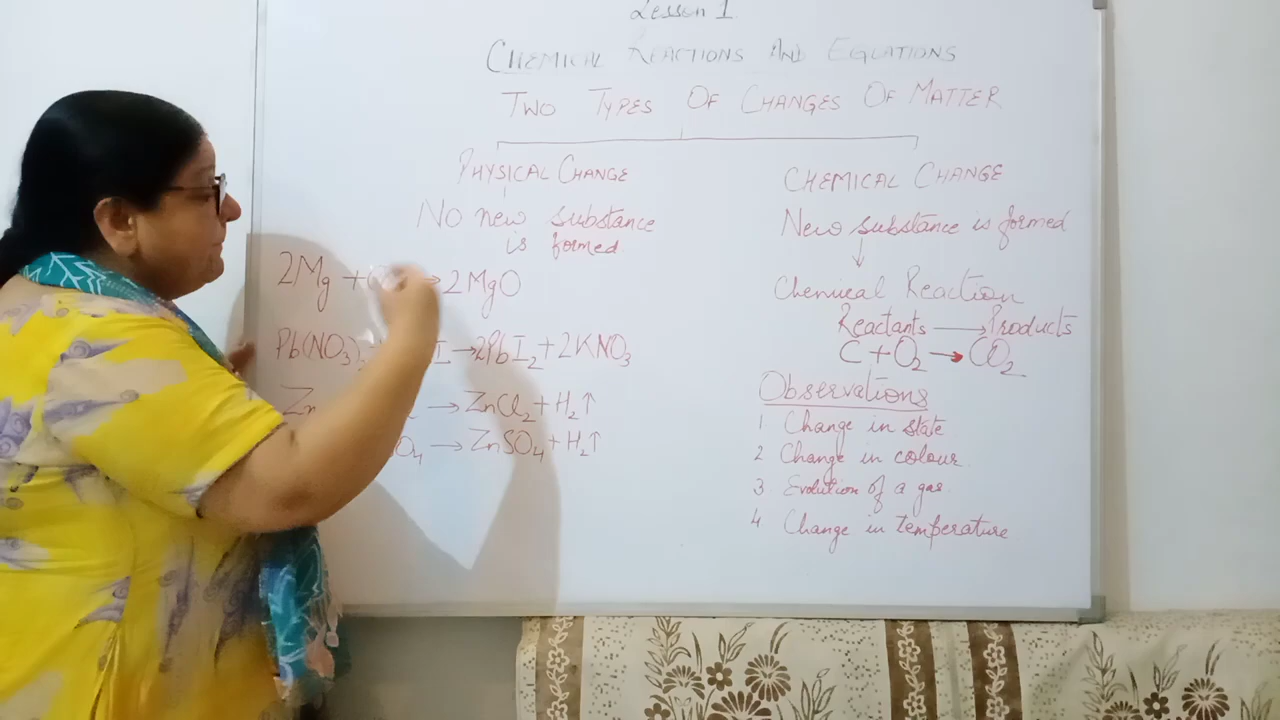 Lesson 1.
CHEMICAL REACTIONS AND EQUATIONS
TWO TYPES OF CHANGES OF MATTER
PHYSICAL CHANGE
No new substance
is formed
2Mg + → 2MgO
Pb(NO3)2 I → 2PbI2 + 2KNO3
Zn → ZnCl2 + H2↑
O4 → ZnSO4 + H2↑
CHEMICAL CHANGE
New substance is formed
↓
Chemical Reaction
Reactants → Products
C + O2 → CO2
Observations
1 Change in state
2 Change in colour.
3 Evolution of a gas.
4 Change in temperature.